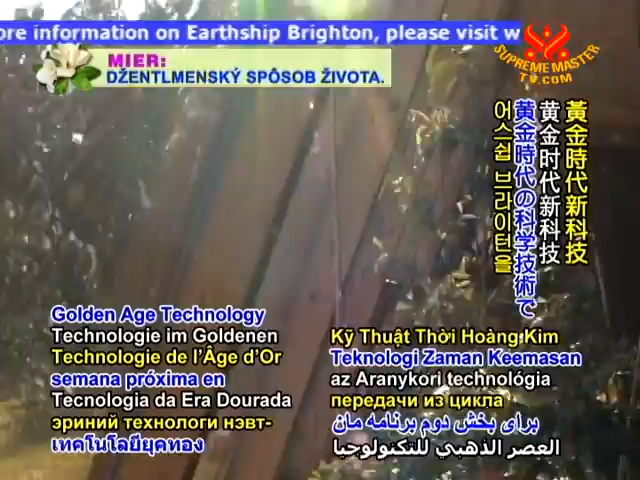 ore information on Earthship Brighton, please visit w
SUPREME MASTER
TV.COM
MIER:
DŽENTLMENSKÝ SPÔSOB ŽIVOTA.
黃金時代新科技
黄金时代新科技
黄金時代の科学技術で
어스쉽 브라이턴을
Golden Age Technology
Technologie im Goldenen
Technologie de l'Âge d'Or
semana próxima en
Tecnologia da Era Dourada
эриний технологи нэвт-
เทคโนโลยียุคทอง
Kỹ Thuật Thời Hoàng Kim
Teknologi Zaman Keemasan
az Aranykori technológia
передачи из цикла
برای بخش دوم برنامه مان
العصر الذهبي للتكنولوجيا